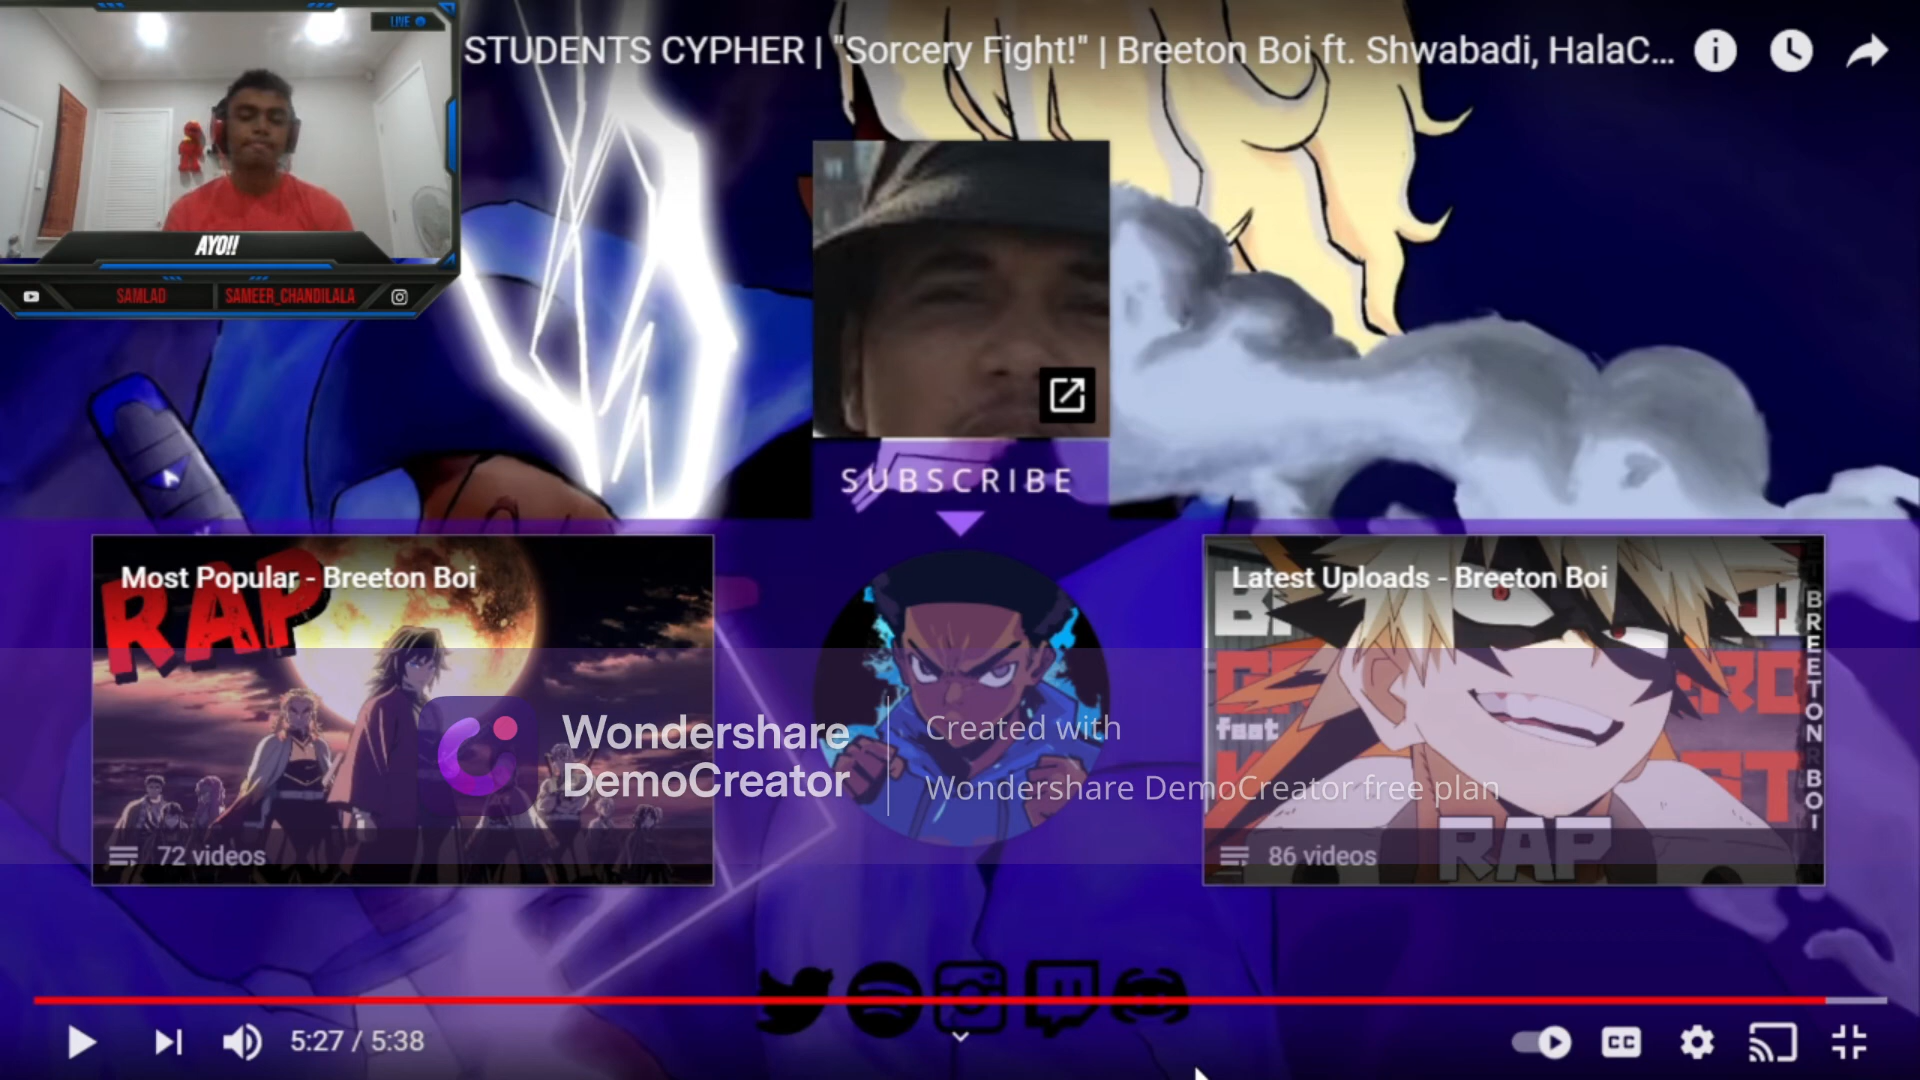 LIVE
STUDENTS CYPHER | "Sorcery Fight!" | Breeton Boi ft. Shwabadi, HalaC...
AYO!!
SAMLAD
SAMEER_CHANDILALA
SUBSCRIBE
RAP
Most Popular - Breeton Boi
72 videos
Latest Uploads - Breeton Boi
feat
BREETON BOI
RAP
86 videos
Wondershare
DemoCreator
Created with
Wondershare DemoCreator free plan
5:27 / 5:38
CC